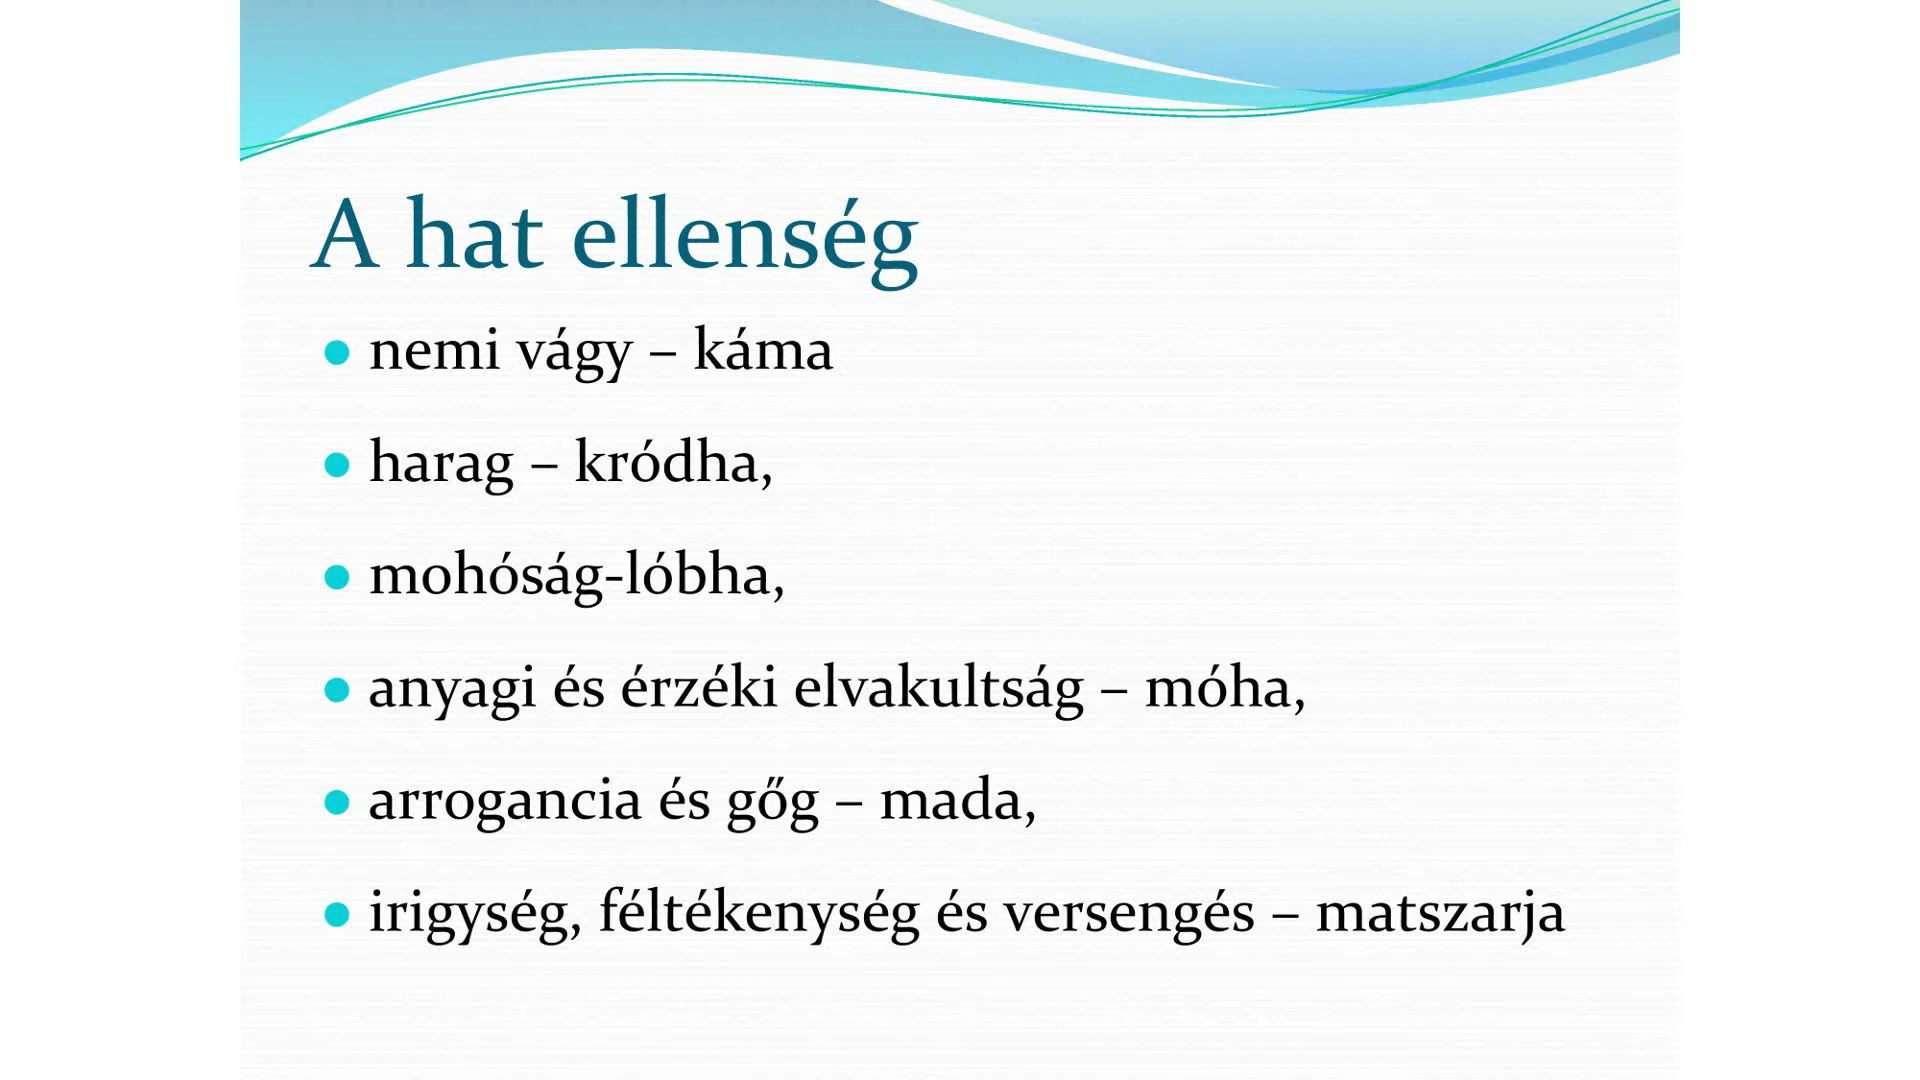 A hat ellenség
nemi vágy – káma
harag – kródha,
mohóság-lóbha,
anyagi és érzéki elvakultság – móha,
arrogancia és gőg – mada,
irigység, féltékenység és versengés – matszarja